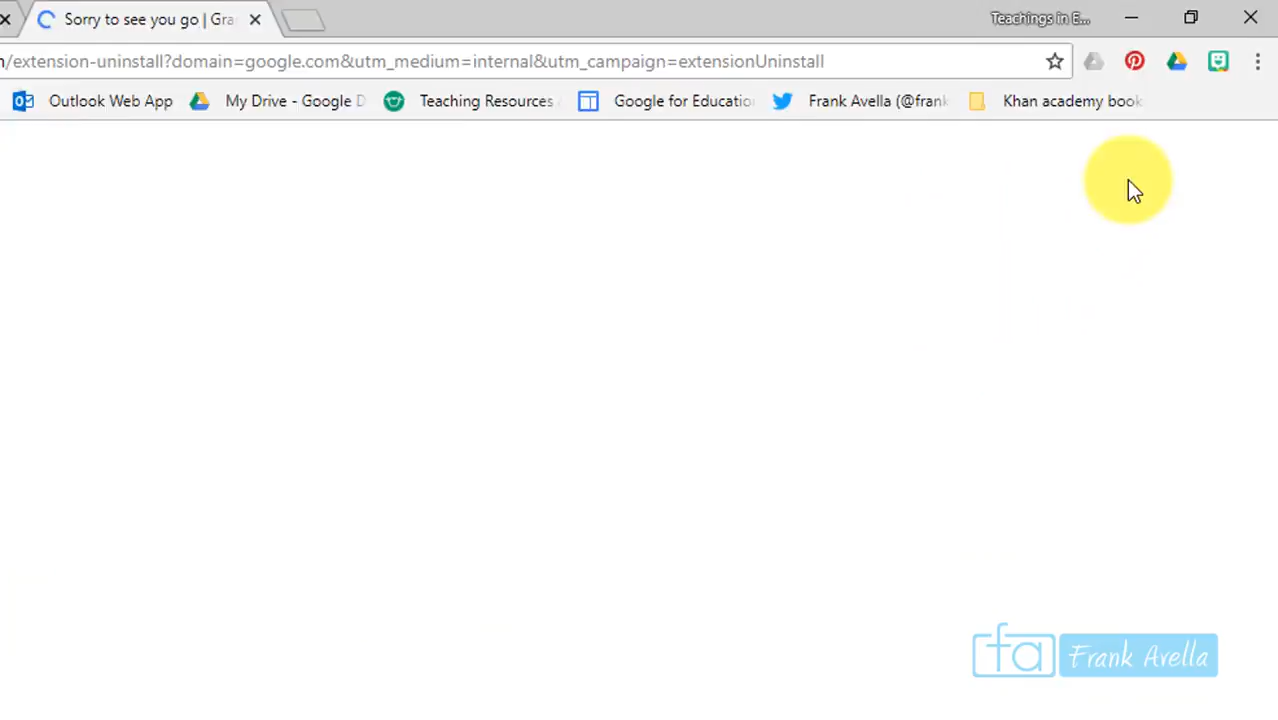 Sorry to see you go | Gra
Teachings in E...
/extension-uninstall?domain=google.com&utm_medium=internal&utm_campaign=extensionUninstall
Outlook Web App My Drive - Google D Teaching Resources Google for Educatio Frank Avella (@frank Khan academy book
fa Frank Avella